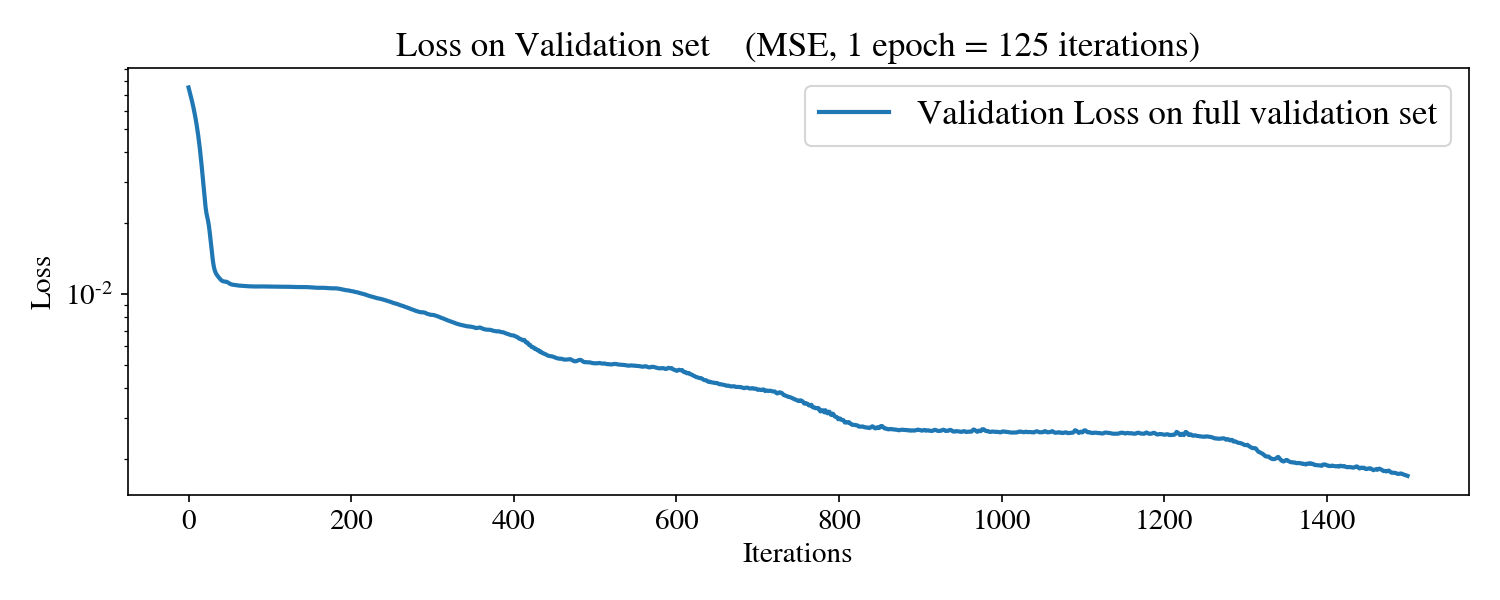 Loss on Validation set (MSE, 1 epoch = 125 iterations)
Validation Loss on full validation set
Loss
10-2
0 200 400 600 800 1000 1200 1400
Iterations